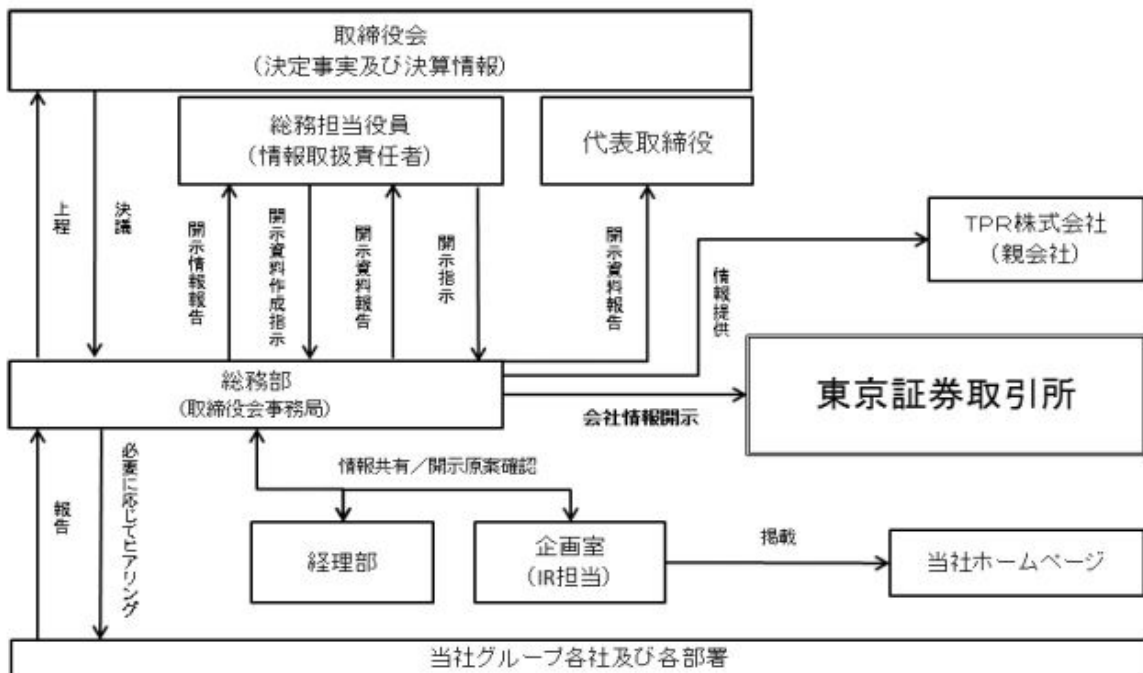 取締役会
(決定事実及び決算情報)
総務担当役員
(情報取扱責任者)
代表取締役
上程
決議
開示情報報告
開示資料作成指示
開示資料報告
開示指示
開示資料報告
情報提供
TPR株式会社
(親会社)
総務部
(取締役会事務局)
会社情報開示
東京証券取引所
報告
必要に応じてヒアリング
情報共有/開示原案確認
経理部
企画室
(IR担当)
掲載
当社ホームページ
当社グループ各社及び各部署